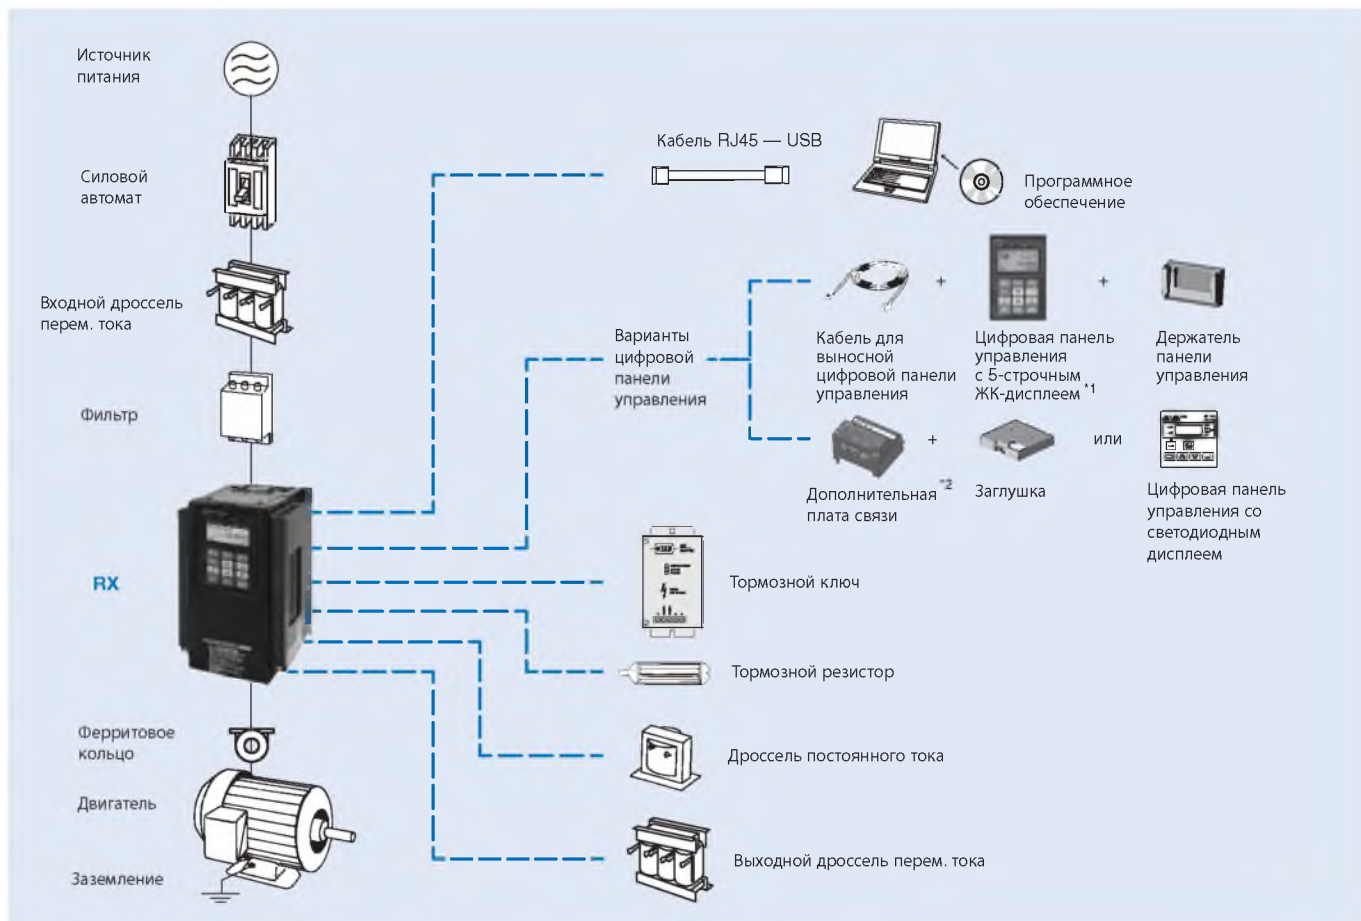 Источник
питания
Силовой
автомат
Входной дроссель
перем. тока
Фильтр
RX
Ферритовое
кольцо
Двигатель
Заземление
Кабель RJ45 — USB
Программное
обеспечение
Варианты
цифровой
панели
управления
Кабель для
выносной
цифровой панели
управления
+
Цифровая панель
управления
с 5-строчным
ЖК-дисплеем *1
+
Держатель
панели
управления
Дополнительная *2
плата связи
+
Заглушка
или
Цифровая панель
управления со
светодиодным
дисплеем
Тормозной ключ
Тормозной резистор
Дроссель постоянного тока
Выходной дроссель перем. тока